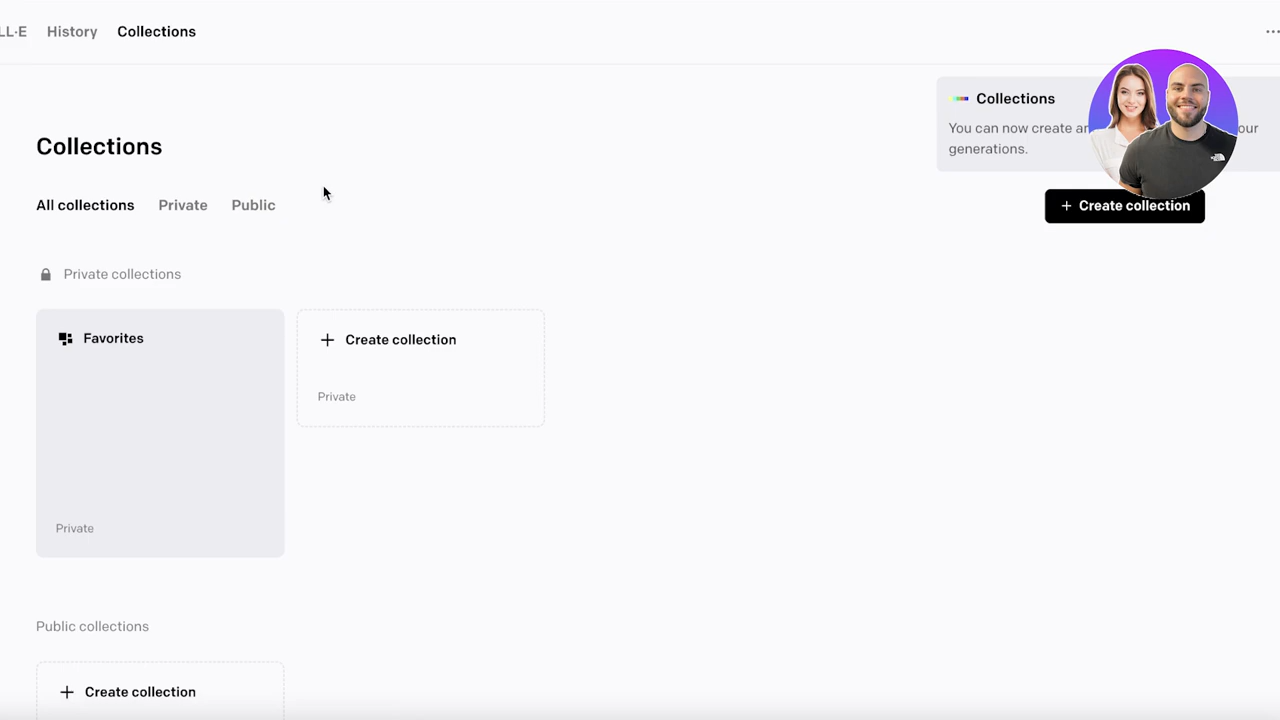 LL·E History Collections
Collections
You can now create an our
generations.
Collections
All collections Private Public
+ Create collection
Private collections
Favorites
+ Create collection
Private
Private
Public collections
+ Create collection